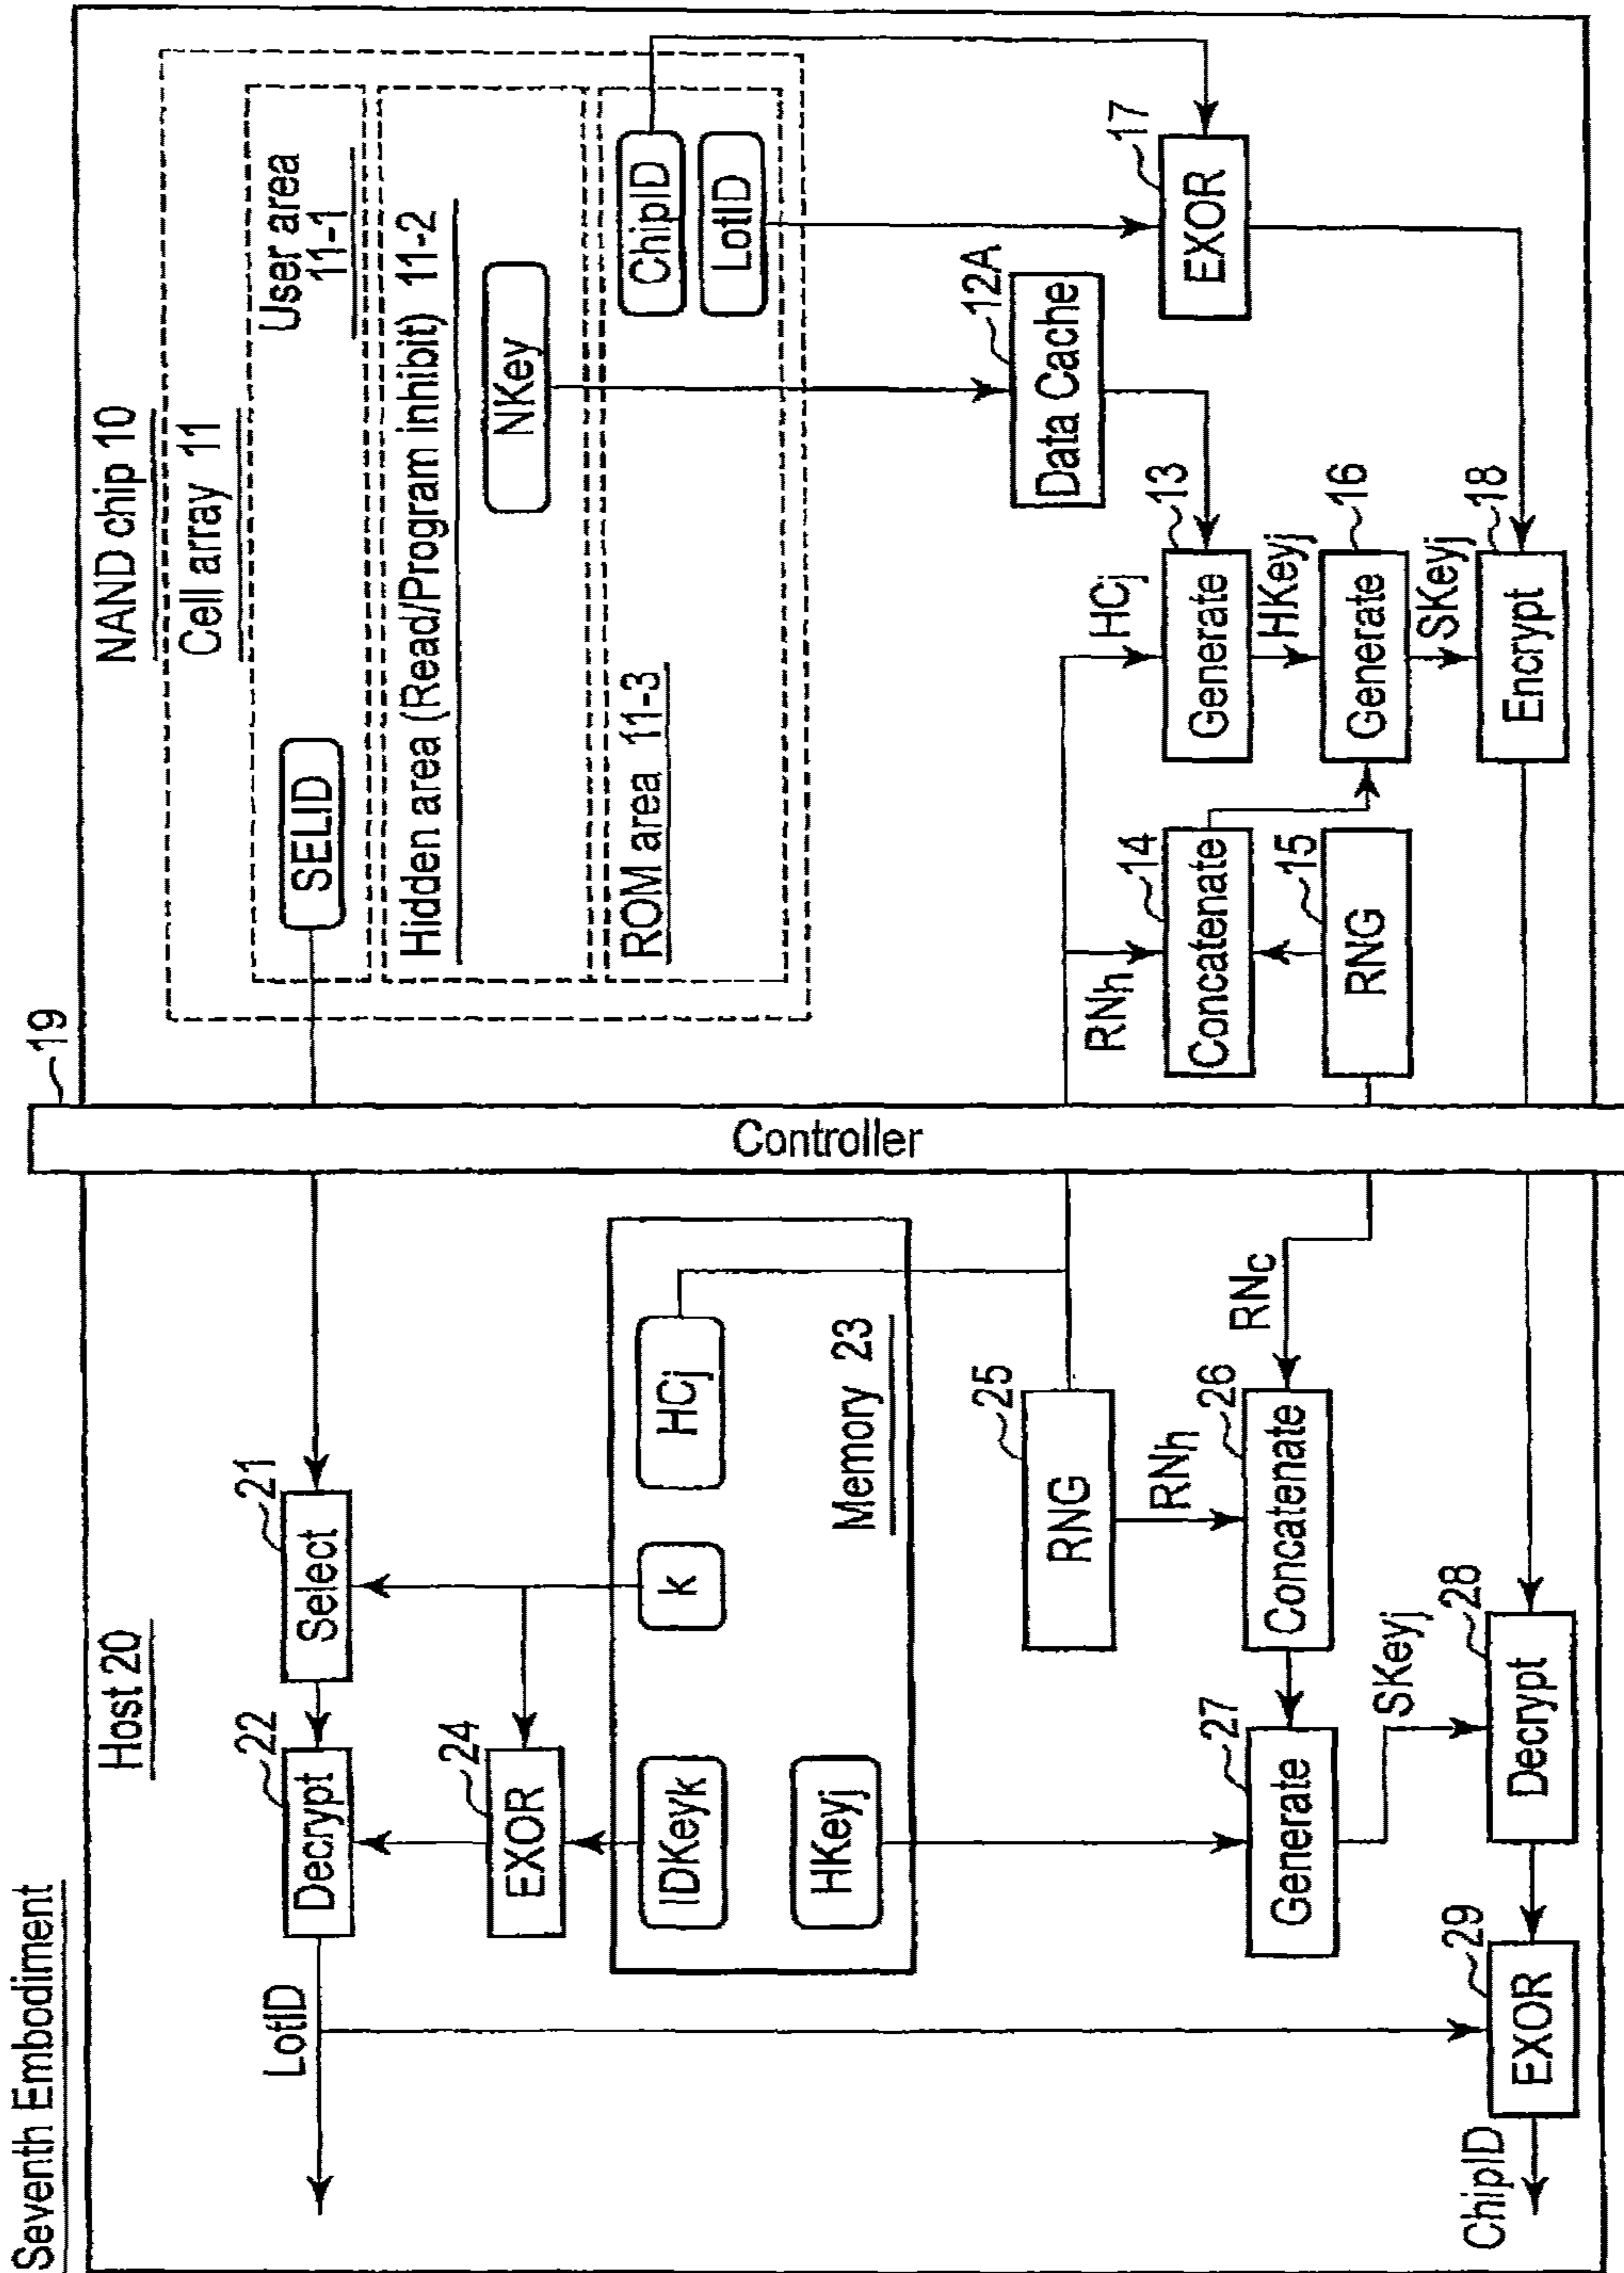 Seventh Embodiment
Host 20
LotID
22
Decrypt
21
Select
24
EXOR
IDKeyk
k
HCj
HKeyj
Memory 23
25
RNG
RNh
RNc
26
Concatenate
27
Generate
SKeyj
28
Decrypt
29
EXOR
ChipID
19
Controller
NAND chip 10
Cell array 11
SELID
User area
11-1
Hidden area (Read/Program inhibit) 11-2
NKey
ROM area 11-3
ChipID
LotID
12A
Data Cache
17
EXOR
RNh
HCj
14
Concatenate
13
Generate
HKeyj
15
RNG
16
Generate
SKeyj
18
Encrypt